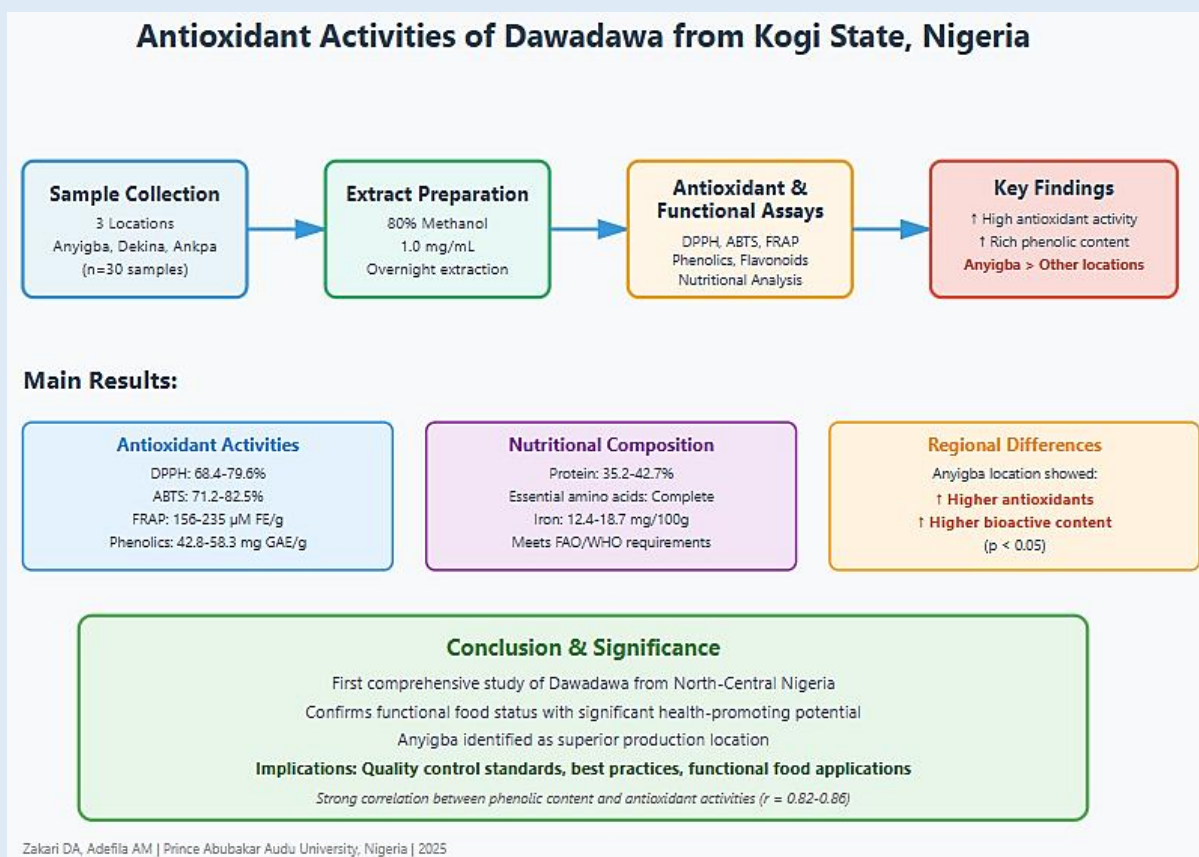 Antioxidant Activities of Dawadawa from Kogi State, Nigeria
Sample Collection
3 Locations
Anyigba, Dekina, Ankpa
(n=30 samples)
Extract Preparation
80% Methanol
1.0 mg/mL
Overnight extraction
Antioxidant &
Functional Assays
DPPH, ABTS, FRAP
Phenolics, Flavonoids
Nutritional Analysis
Key Findings
↑ High antioxidant activity
↑ Rich phenolic content
Anyigba > Other locations
Main Results:
Antioxidant Activities
DPPH: 68.4-79.6%
ABTS: 71.2-82.5%
FRAP: 156-235 µM FE/g
Phenolics: 42.8-58.3 mg GAE/g
Nutritional Composition
Protein: 35.2-42.7%
Essential amino acids: Complete
Iron: 12.4-18.7 mg/100g
Meets FAO/WHO requirements
Regional Differences
Anyigba location showed:
↑ Higher antioxidants
↑ Higher bioactive content
(p < 0.05)
Conclusion & Significance
First comprehensive study of Dawadawa from North-Central Nigeria
Confirms functional food status with significant health-promoting potential
Anyigba identified as superior production location
Implications: Quality control standards, best practices, functional food applications
Strong correlation between phenolic content and antioxidant activities (r = 0.82-0.86)
Zakari DA, Adefila AM | Prince Abubakar Audu University, Nigeria | 2025